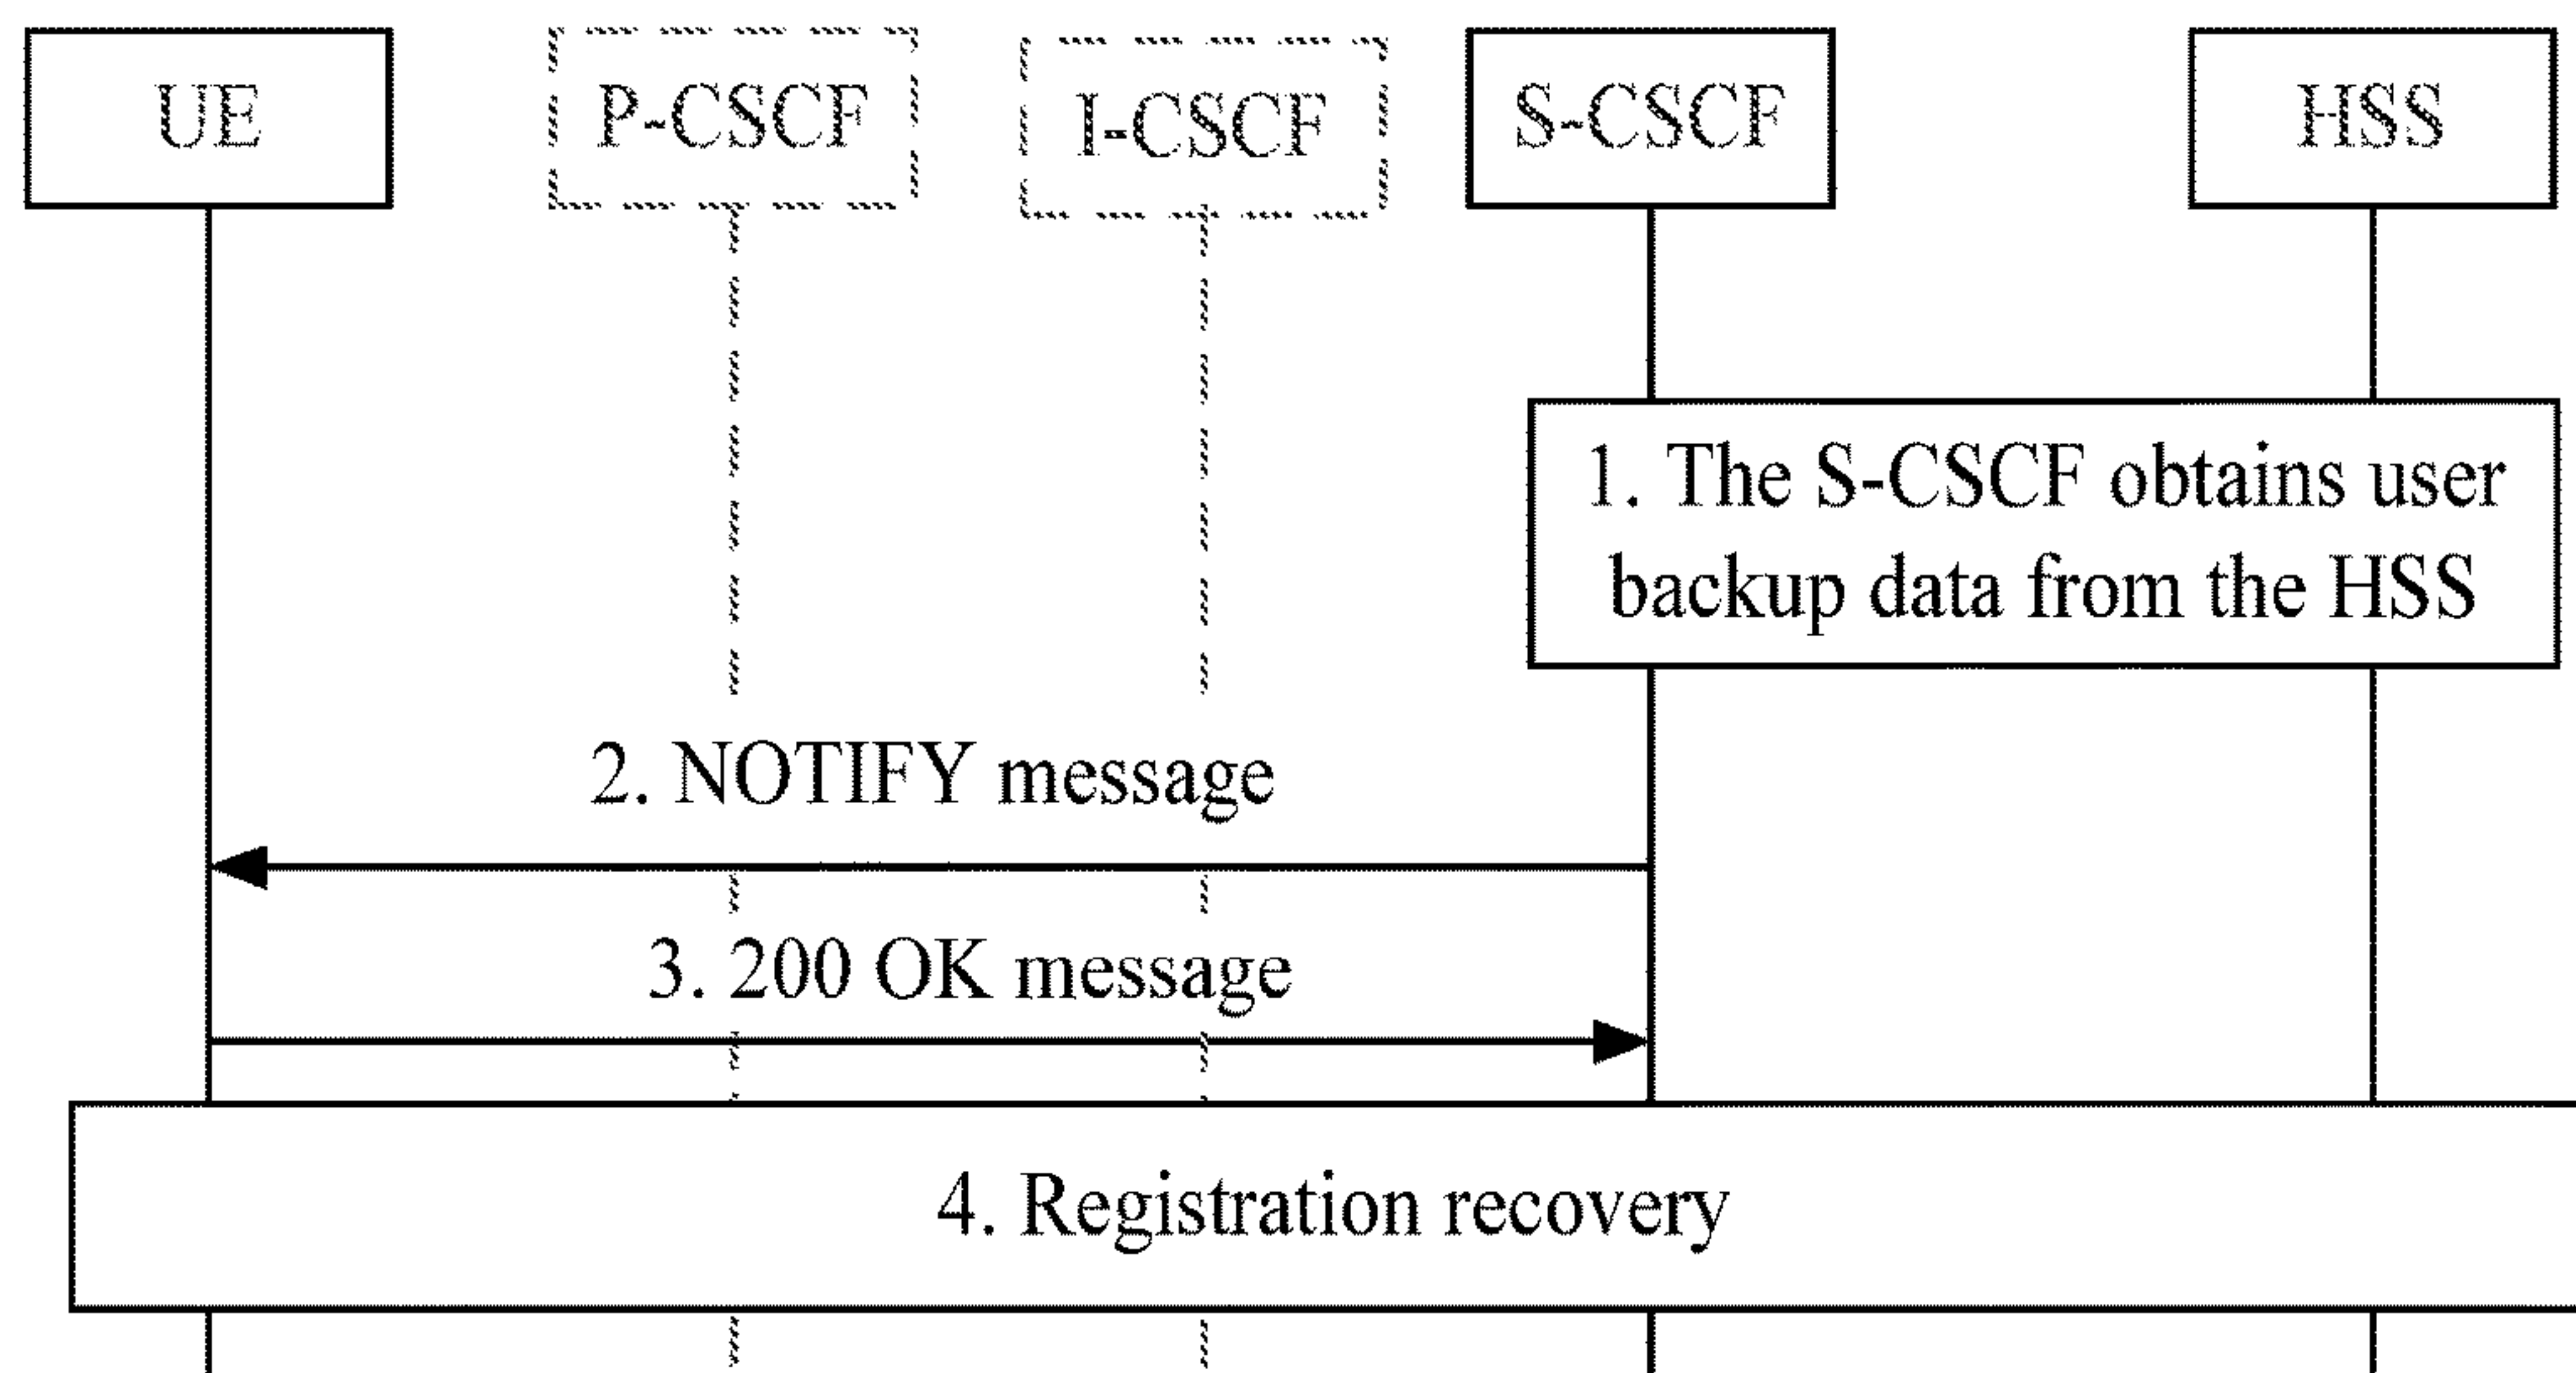 UE
P-CSCF
I-CSCF
S-CSCF
HSS
1. The S-CSCF obtains user
backup data from the HSS
2. NOTIFY message
3. 200 OK message
4. Registration recovery